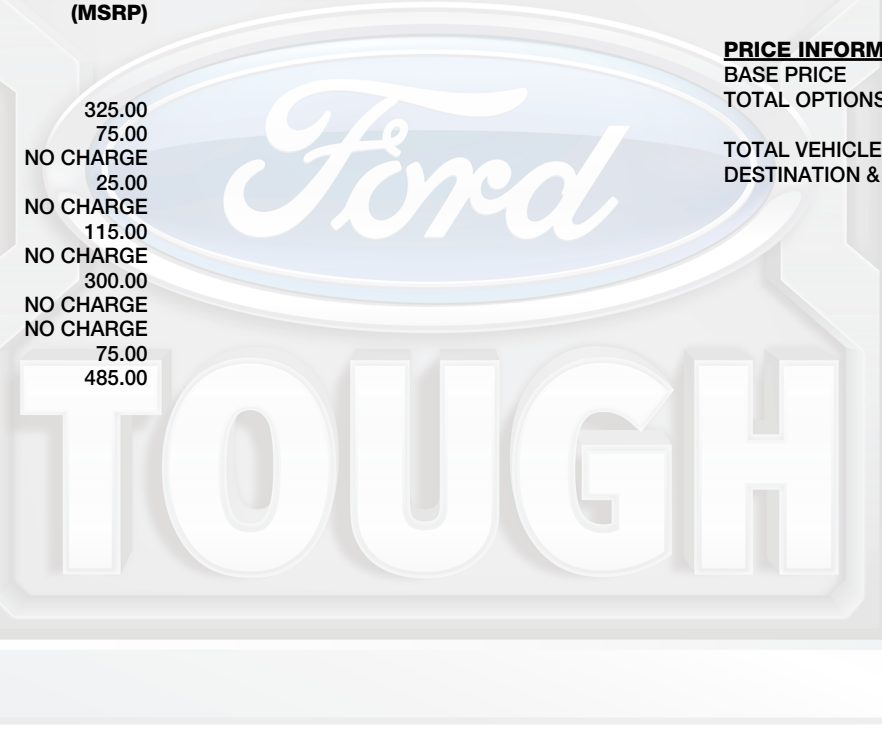 (MSRP)
325.00
75.00
NO CHARGE
25.00
NO CHARGE
115.00
NO CHARGE
300.00
NO CHARGE
NO CHARGE
75.00
485.00
PRICE INFORM
BASE PRICE
TOTAL OPTIONS
TOTAL VEHICLE
DESTINATION &
Ford
TOUGH